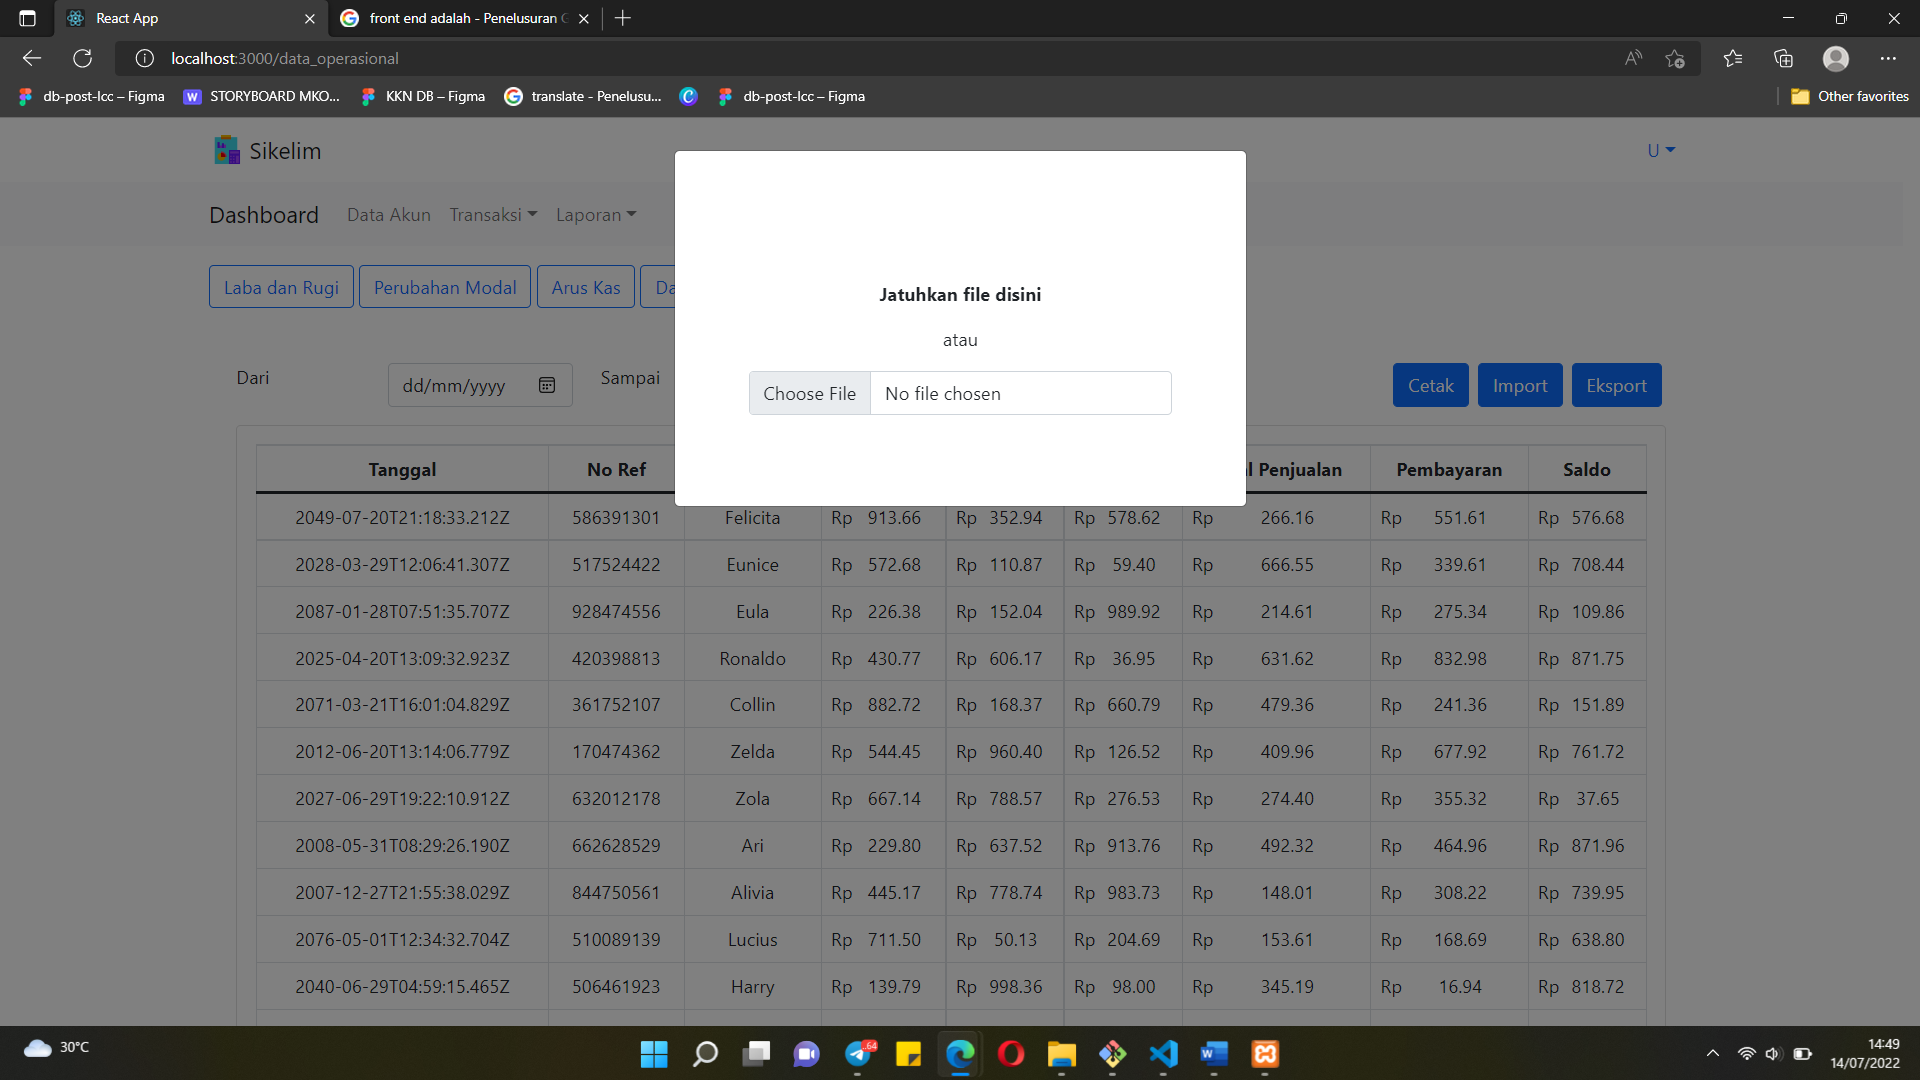 React App
front end adalah - Penelusuran G
localhost:3000/data_operasional
db-post-lcc – Figma
STORYBOARD MKO...
KKN DB – Figma
translate - Penelusu...
db-post-lcc – Figma
Other favorites
Sikelim
U
Dashboard
Data Akun
Transaksi
Laporan
Laba dan Rugi
Perubahan Modal
Arus Kas
Da
Jatuhkan file disini
atau
Choose File
No file chosen
Dari
dd/mm/yyyy
Sampai
Cetak
Import
Eksport
Tanggal No Ref l Penjualan Pembayaran Saldo
2049-07-20T21:18:33.212Z 586391301 Felicita Rp 913.66 Rp 352.94 Rp 578.62 Rp 266.16 Rp 551.61 Rp 576.68
2028-03-29T12:06:41.307Z 517524422 Eunice Rp 572.68 Rp 110.87 Rp 59.40 Rp 666.55 Rp 339.61 Rp 708.44
2087-01-28T07:51:35.707Z 928474556 Eula Rp 226.38 Rp 152.04 Rp 989.92 Rp 214.61 Rp 275.34 Rp 109.86
2025-04-20T13:09:32.923Z 420398813 Ronaldo Rp 430.77 Rp 606.17 Rp 36.95 Rp 631.62 Rp 832.98 Rp 871.75
2071-03-21T16:01:04.829Z 361752107 Collin Rp 882.72 Rp 168.37 Rp 660.79 Rp 479.36 Rp 241.36 Rp 151.89
2012-06-20T13:14:06.779Z 170474362 Zelda Rp 544.45 Rp 960.40 Rp 126.52 Rp 409.96 Rp 677.92 Rp 761.72
2027-06-29T19:22:10.912Z 632012178 Zola Rp 667.14 Rp 788.57 Rp 276.53 Rp 274.40 Rp 355.32 Rp 37.65
2008-05-31T08:29:26.190Z 662628529 Ari Rp 229.80 Rp 637.52 Rp 913.76 Rp 492.32 Rp 464.96 Rp 871.96
2007-12-27T21:55:38.029Z 844750561 Alivia Rp 445.17 Rp 778.74 Rp 983.73 Rp 148.01 Rp 308.22 Rp 739.95
2076-05-01T12:34:32.704Z 510089139 Lucius Rp 711.50 Rp 50.13 Rp 204.69 Rp 153.61 Rp 168.69 Rp 638.80
2040-06-29T04:59:15.465Z 506461923 Harry Rp 139.79 Rp 998.36 Rp 98.00 Rp 345.19 Rp 16.94 Rp 818.72
30°C
14:49
14/07/2022